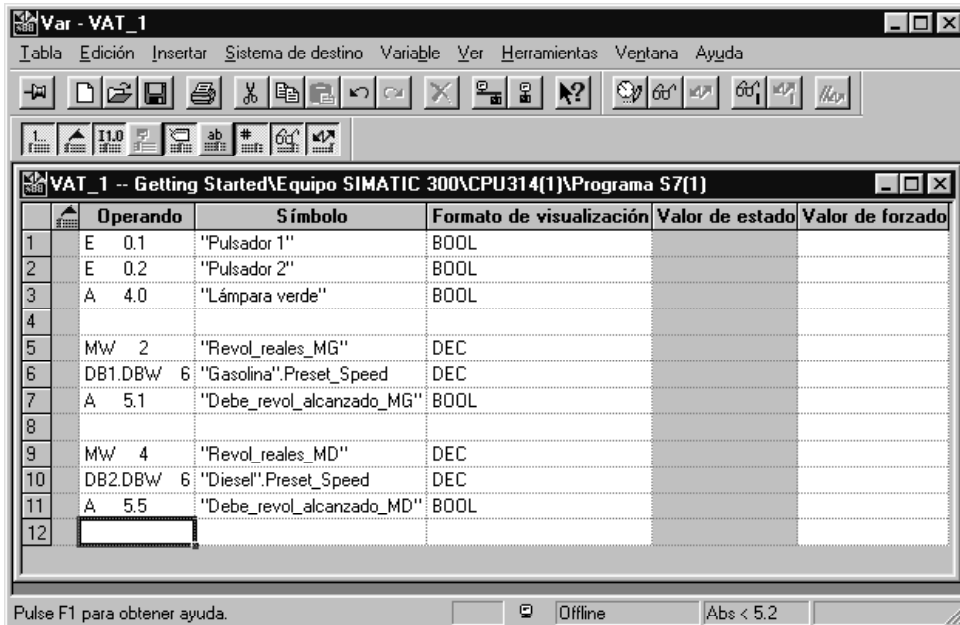 Var - VAT_1
Tabla Edición Insertar Sistema de destino Variable Ver Herramientas Ventana Ayuda
1... I1.0 ab #
VAT_1 -- Getting Started\Equipo SIMATIC 300\CPU314(1)\Programa S7(1)
Operando Símbolo Formato de visualización Valor de estado Valor de forzado
1 E 0.1 "Pulsador 1" BOOL
2 E 0.2 "Pulsador 2" BOOL
3 A 4.0 "Lámpara verde" BOOL
4
5 MW 2 "Revol_reales_MG" DEC
6 DB1.DBW 6 "Gasolina".Preset_Speed DEC
7 A 5.1 "Debe_revol_alcanzado_MG" BOOL
8
9 MW 4 "Revol_reales_MD" DEC
10 DB2.DBW 6 "Diesel".Preset_Speed DEC
11 A 5.5 "Debe_revol_alcanzado_MD" BOOL
12
Pulse F1 para obtener ayuda. Offline Abs < 5.2